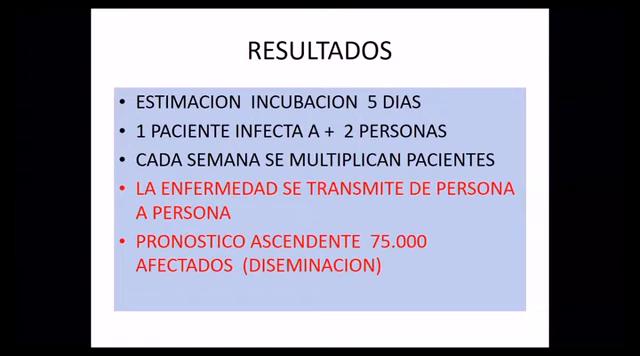 RESULTADOS
• ESTIMACION INCUBACION 5 DIAS
• 1 PACIENTE INFECTA A + 2 PERSONAS
• CADA SEMANA SE MULTIPLICAN PACIENTES
• LA ENFERMEDAD SE TRANSMITE DE PERSONA
A PERSONA
• PRONOSTICO ASCENDENTE 75.000
AFECTADOS (DISEMINACION)